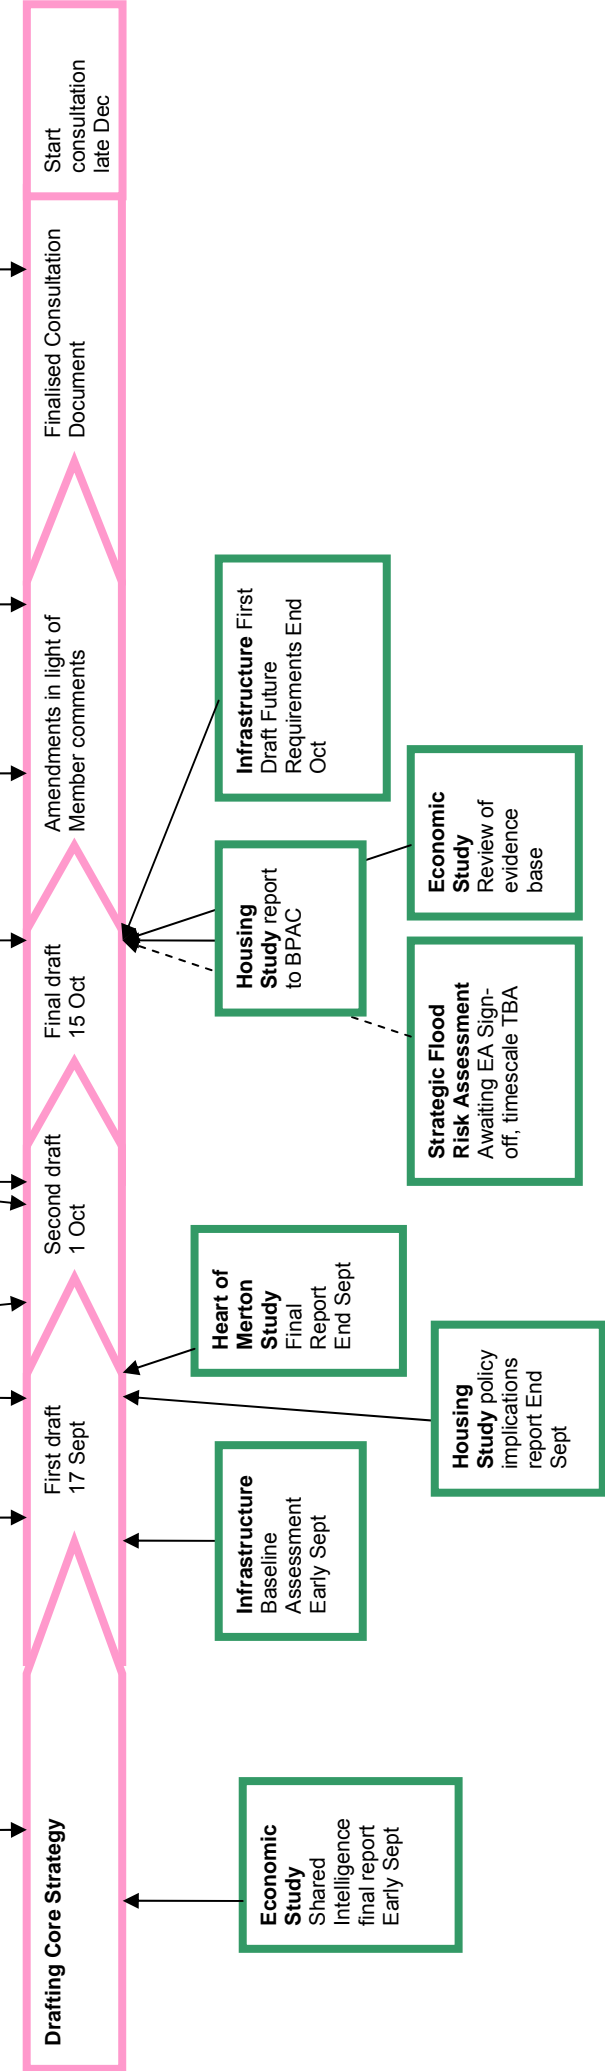 Drafting Core Strategy
First draft
17 Sept
Second draft
1 Oct
Final draft
15 Oct
Amendments in light of
Member comments
Finalised Consultation
Document
Start
consultation
late Dec
Economic
Study
Shared
Intelligence
final report
Early Sept
Infrastructure
Baseline
Assessment
Early Sept
Housing
Study policy
implications
report End
Sept
Heart of
Merton
Study
Final
Report
End Sept
Strategic Flood
Risk Assessment
Awaiting EA Sign-
off, timescale TBA
Housing
Study report
to BPAC
Economic
Study
Review of
evidence
base
Infrastructure First
Draft Future
Requirements End
Oct